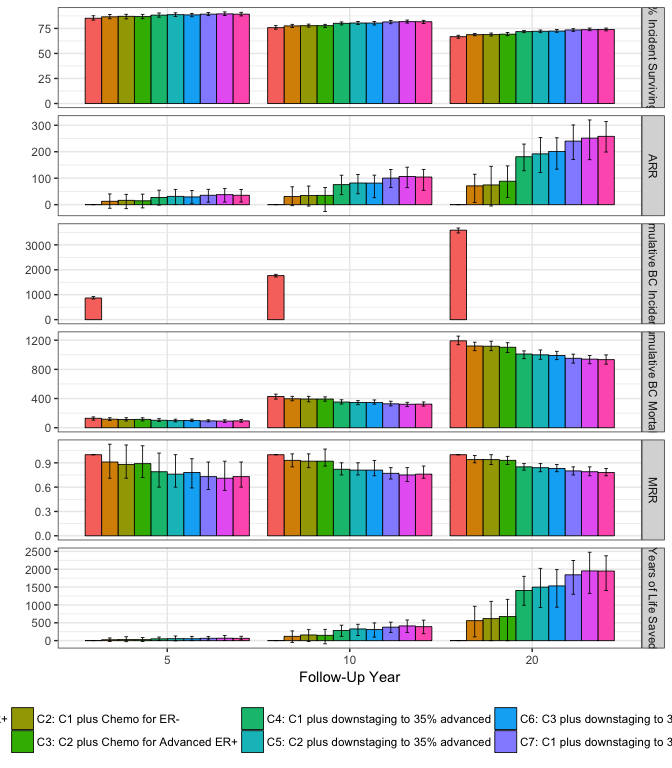 75
50
25
0
% Incident Surviving
300
200
100
0
ARR
3000
2000
1000
0
mulative BC Inciden
1200
800
400
0
mulative BC Mortal
0.9
0.6
0.3
0.0
MRR
2500
2000
1500
1000
500
0
Years of Life Saved
5 10 20
Follow-Up Year
+ C2: C1 plus Chemo for ER- C4: C1 plus downstaging to 35% advanced C6: C3 plus downstaging to 3
C3: C2 plus Chemo for Advanced ER+ C5: C2 plus downstaging to 35% advanced C7: C1 plus downstaging to 3